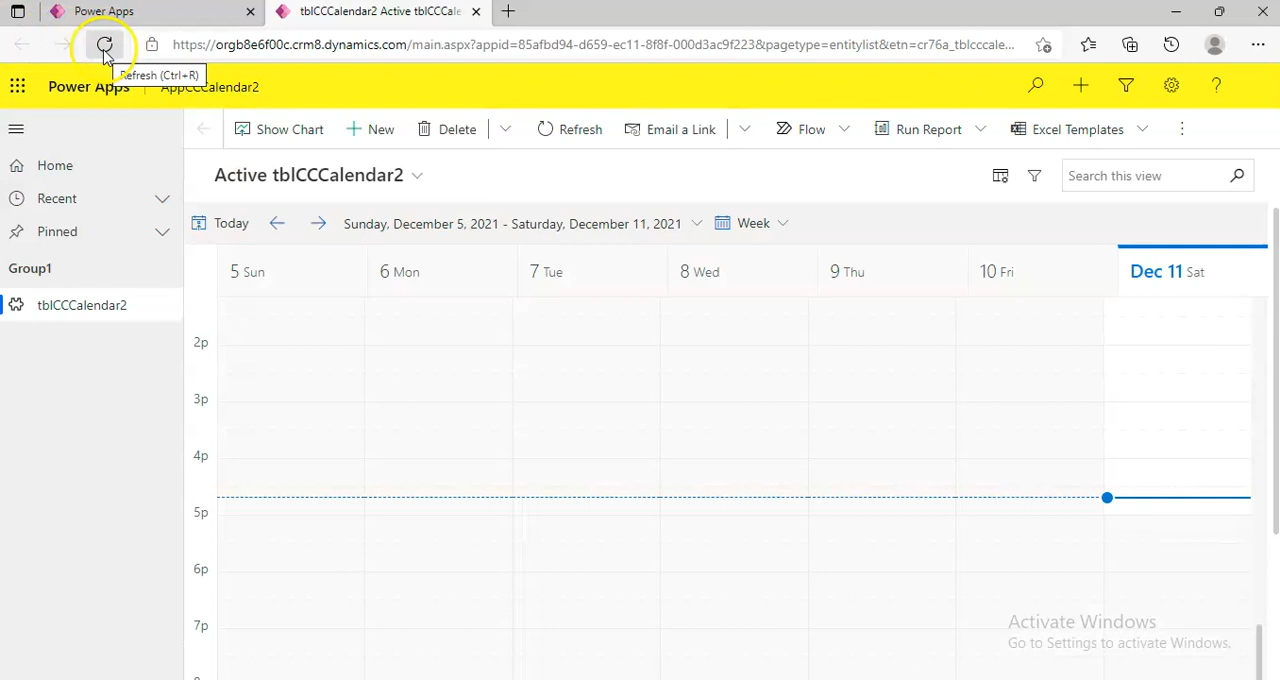 Power Apps
tblCCCalendar2 Active tblCCCale
https://orgb8e6f00c.crm8.dynamics.com/main.aspx?appid=85afbd94-d659-ec11-8f8f-000d3ac9f223&pagetype=entitylist&etn=cr76a_tblcccale...
Refresh (Ctrl+R)
Power Apps AppCCCalendar2
Show Chart New Delete Refresh Email a Link Flow Run Report Excel Templates
Home
Recent
Pinned
Group1
tblCCCalendar2
Active tblCCCalendar2
Search this view
Today Sunday, December 5, 2021 - Saturday, December 11, 2021 Week
5 Sun 6 Mon 7 Tue 8 Wed 9 Thu 10 Fri Dec 11 Sat
2p
3p
4p
5p
6p
7p
Activate Windows
Go to Settings to activate Windows.